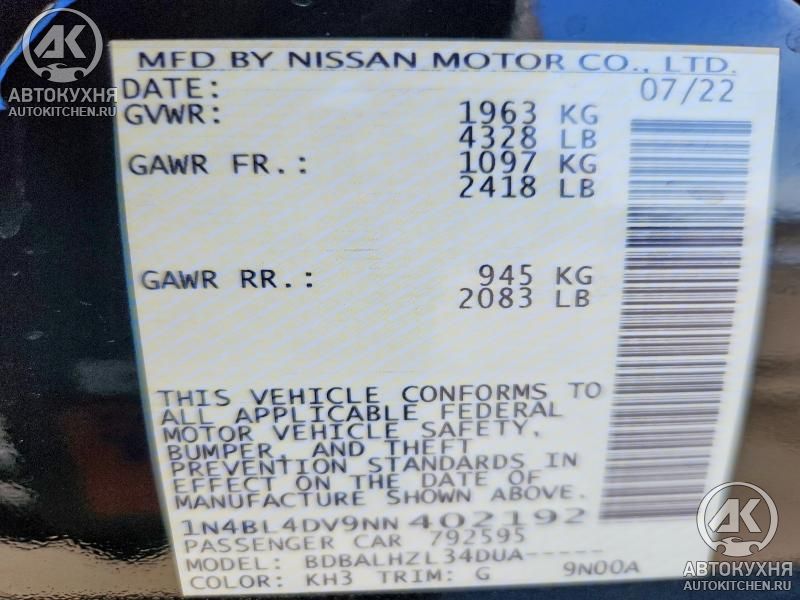 АК
АВТОКУХНЯ
AUTOKITCHEN.RU
MFD BY NISSAN MOTOR CO., LTD.
DATE: 07/22
GVWR: 1963 KG
4328 LB
GAWR FR.: 1097 KG
2418 LB
GAWR RR.: 945 KG
2083 LB
THIS VEHICLE CONFORMS TO
ALL APPLICABLE FEDERAL
MOTOR VEHICLE SAFETY,
BUMPER, AND THEFT
PREVENTION STANDARDS IN
EFFECT ON THE DATE OF
MANUFACTURE SHOWN ABOVE.
1N4BL4DV9NN402192
PASSENGER CAR 792595
MODEL: BDBALHZL34DUA-----
COLOR: KH3 TRIM: G 9N00A
АК
АВТОКУХНЯ
AUTOKITCHEN.RU